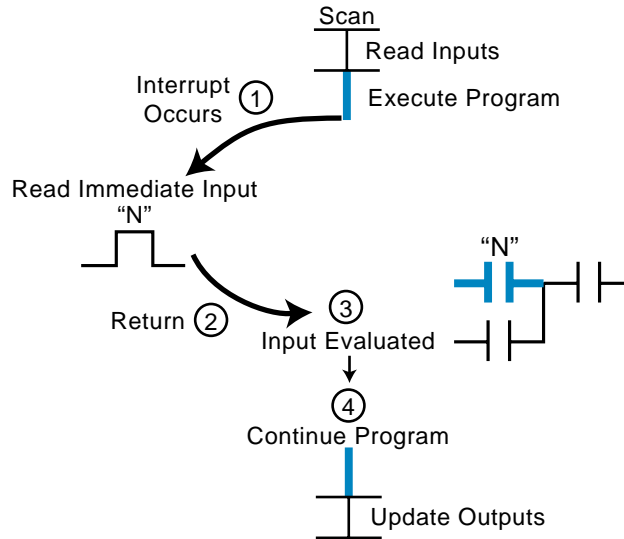 Scan
Read Inputs
Execute Program
Interrupt
Occurs
1
Read Immediate Input
“N”
Return 2
3
Input Evaluated
“N”
4
Continue Program
Update Outputs